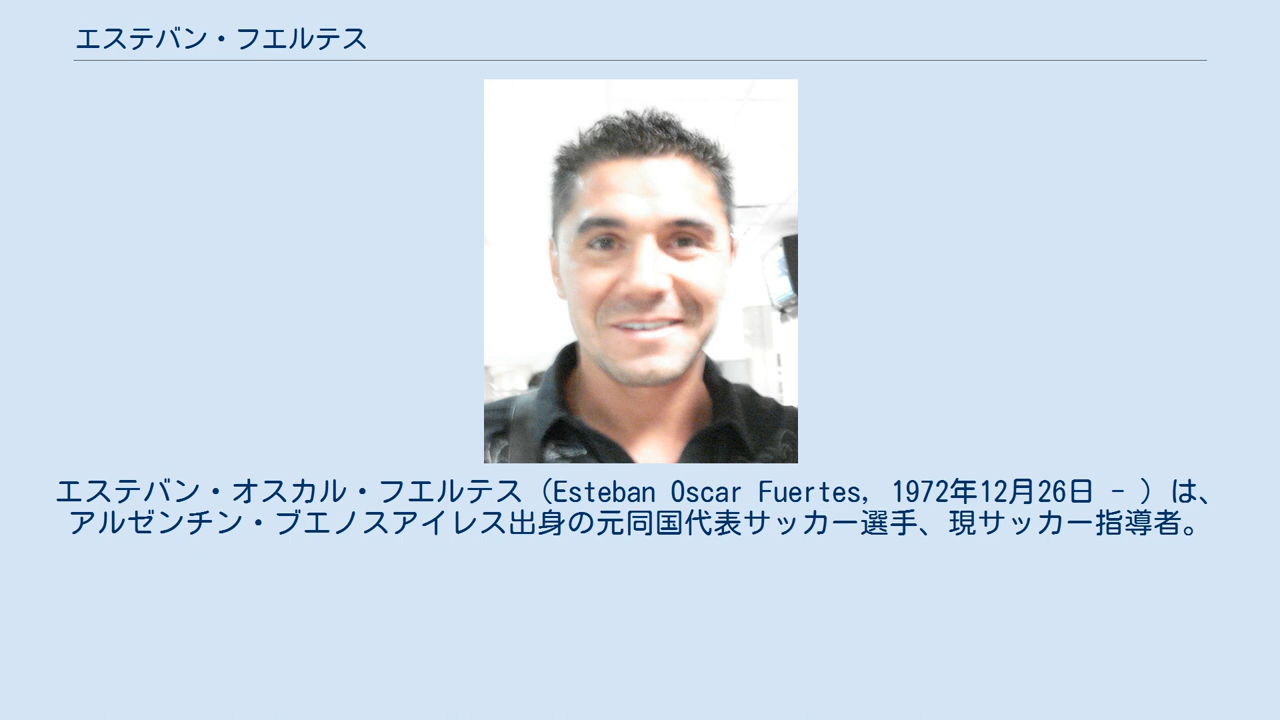 エステバン・フエルテス
エステバン・オスカル・フエルテス（Esteban Oscar Fuertes, 1972年12月26日 - ）は、
アルゼンチン・ブエノスアイレス出身の元同国代表サッカー選手、現サッカー指導者。